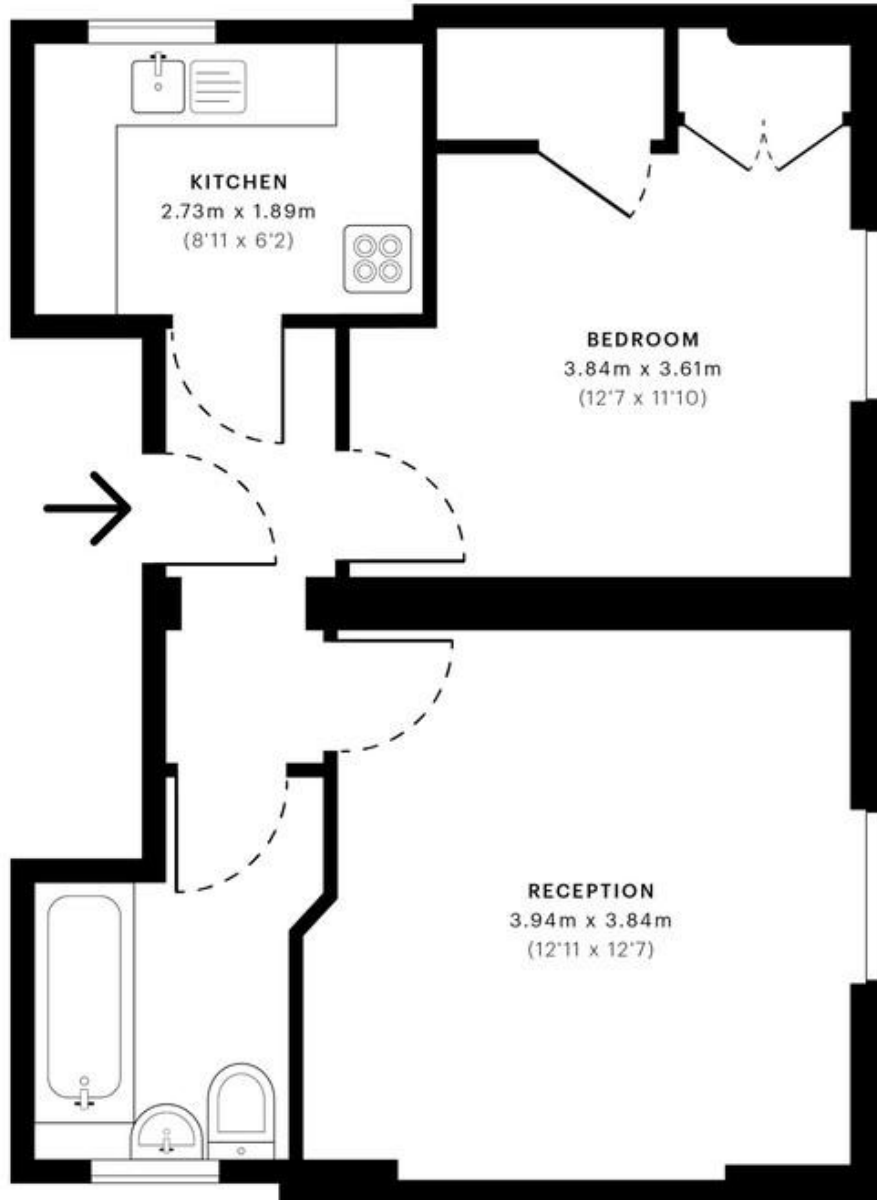 KITCHEN
2.73m x 1.89m
(8'11 x 6'2)
BEDROOM
3.84m x 3.61m
(12'7 x 11'10)
RECEPTION
3.94m x 3.84m
(12'11 x 12'7)